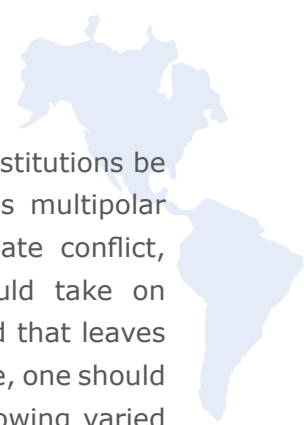 stitutions be
s multipolar
ate conflict,
uld take on
d that leaves
e, one should
owing varied